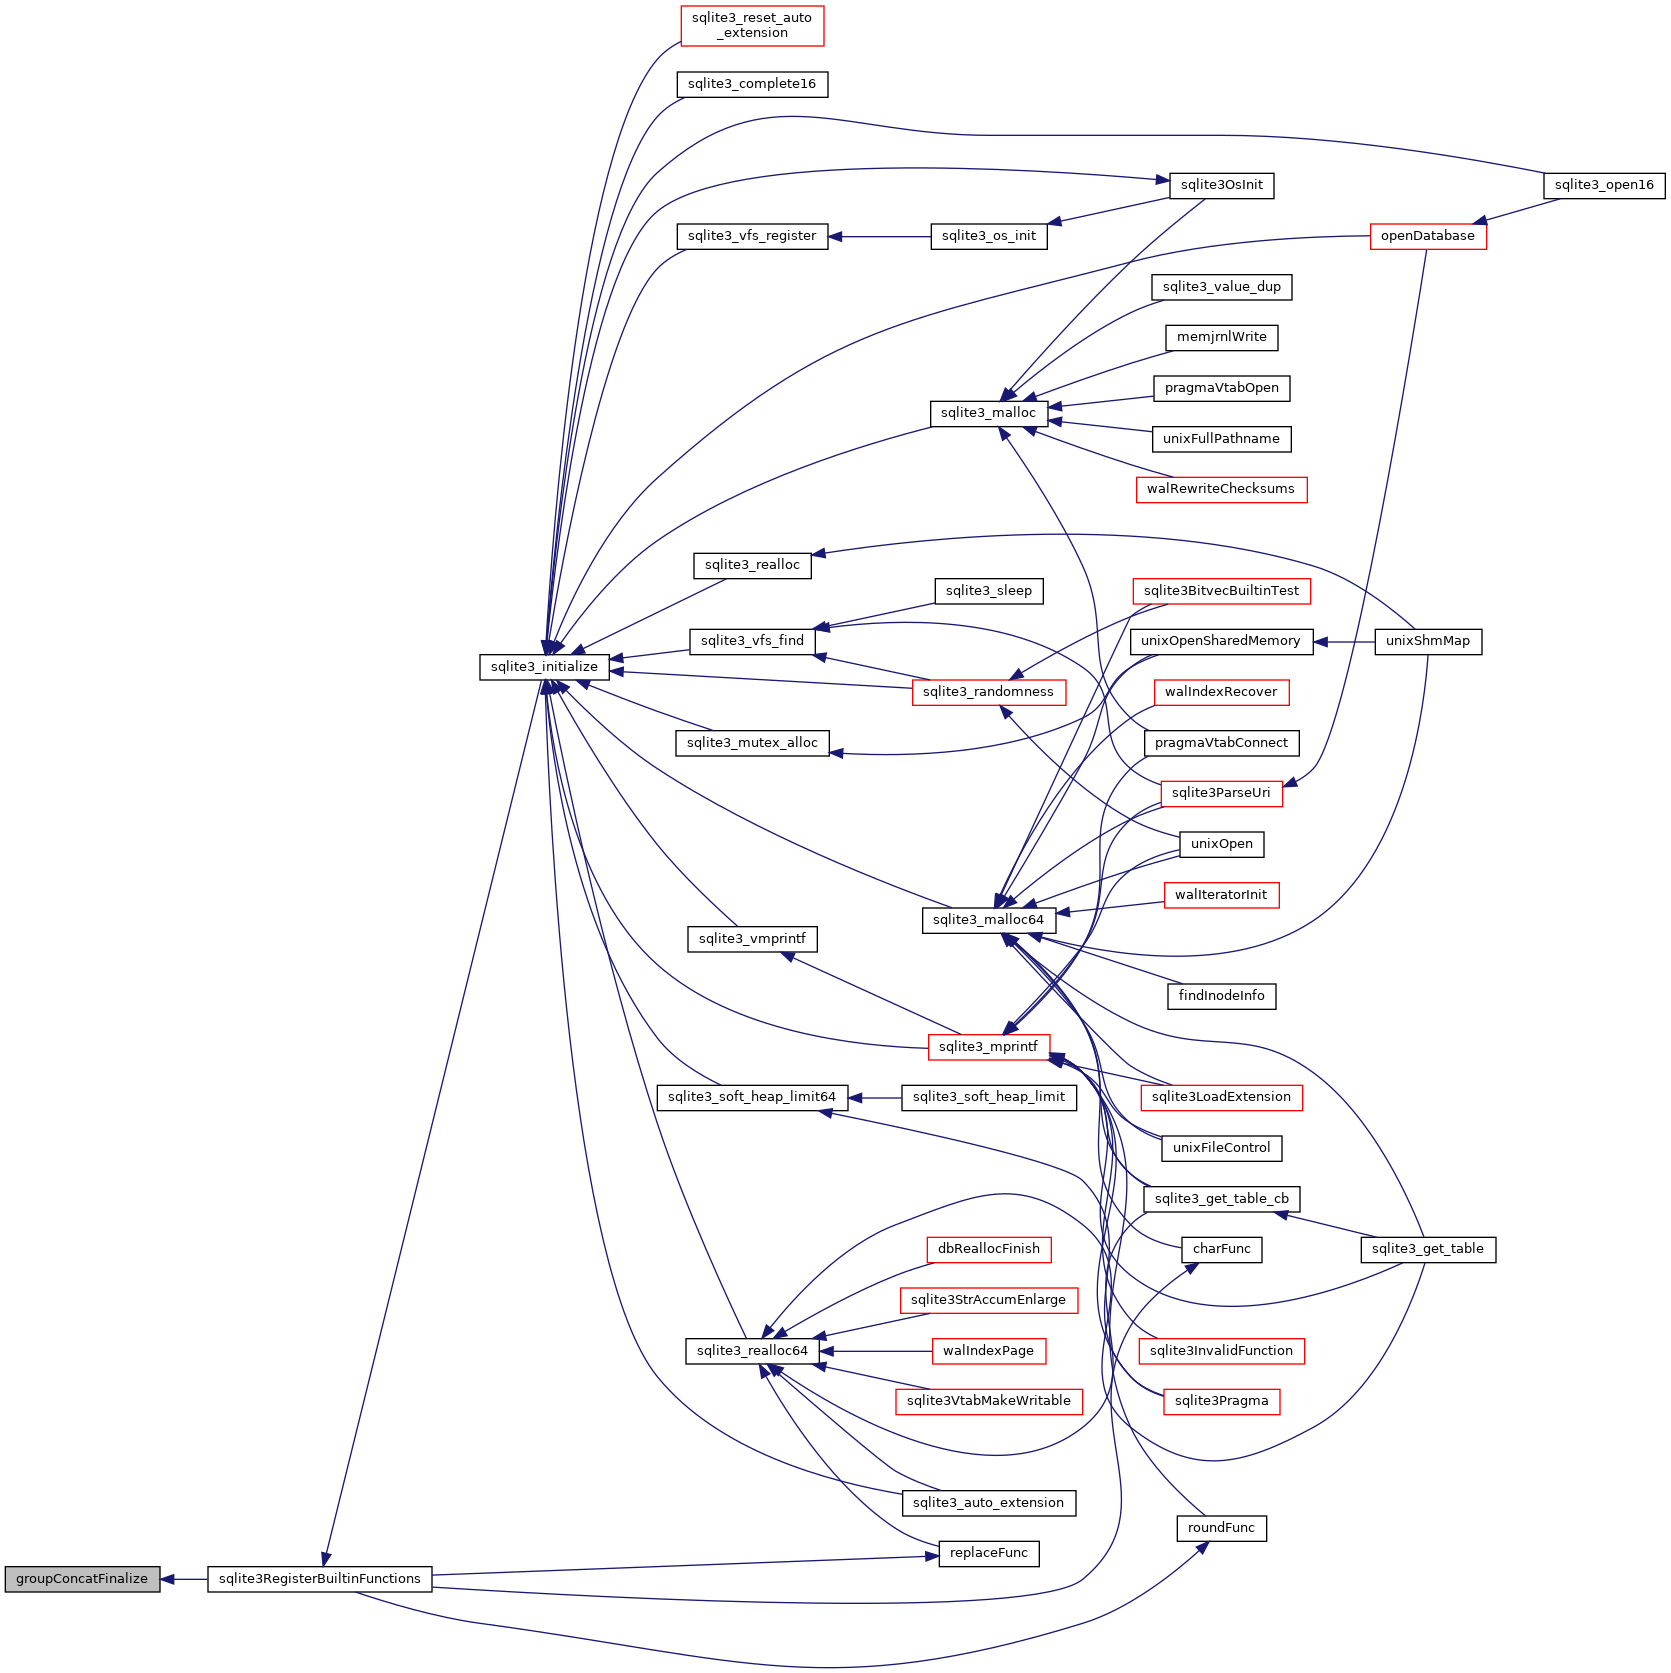 sqlite3_reset_auto
_extension
sqlite3_complete16
sqlite3OsInit
sqlite3_open16
sqlite3_vfs_register
sqlite3_os_init
openDatabase
sqlite3_value_dup
memjrnlWrite
pragmaVtabOpen
sqlite3_malloc
unixFullPathname
walRewriteChecksums
sqlite3_realloc
sqlite3_sleep
sqlite3BitvecBuiltinTest
sqlite3_vfs_find
unixOpenSharedMemory
unixShmMap
sqlite3_initialize
sqlite3_randomness
walIndexRecover
sqlite3_mutex_alloc
pragmaVtabConnect
sqlite3ParseUri
unixOpen
walIteratorInit
sqlite3_malloc64
sqlite3_vmprintf
findInodeInfo
sqlite3_mprintf
sqlite3_soft_heap_limit64
sqlite3_soft_heap_limit
sqlite3LoadExtension
unixFileControl
sqlite3_get_table_cb
dbReallocFinish
charFunc
sqlite3_get_table
sqlite3StrAccumEnlarge
sqlite3_realloc64
walIndexPage
sqlite3InvalidFunction
sqlite3VtabMakeWritable
sqlite3Pragma
sqlite3_auto_extension
roundFunc
replaceFunc
groupConcatFinalize
sqlite3RegisterBuiltinFunctions